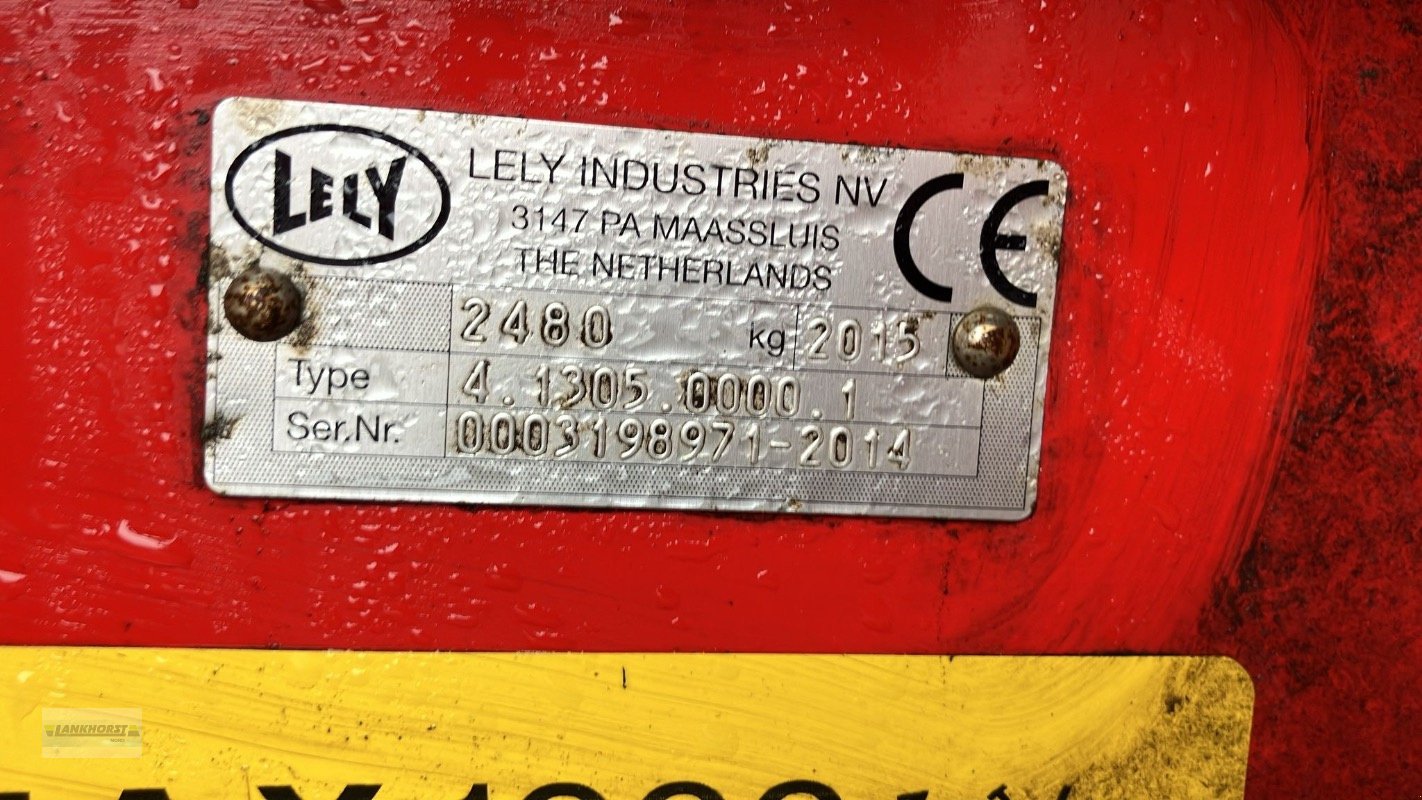 LELY
LELY INDUSTRIES NV
3147 PA MAASSLUIS
THE NETHERLANDS
CE
2480 kg 2015
Type 4.1305.0000.1
Ser.Nr. 0003198971-2014
LANKHORST